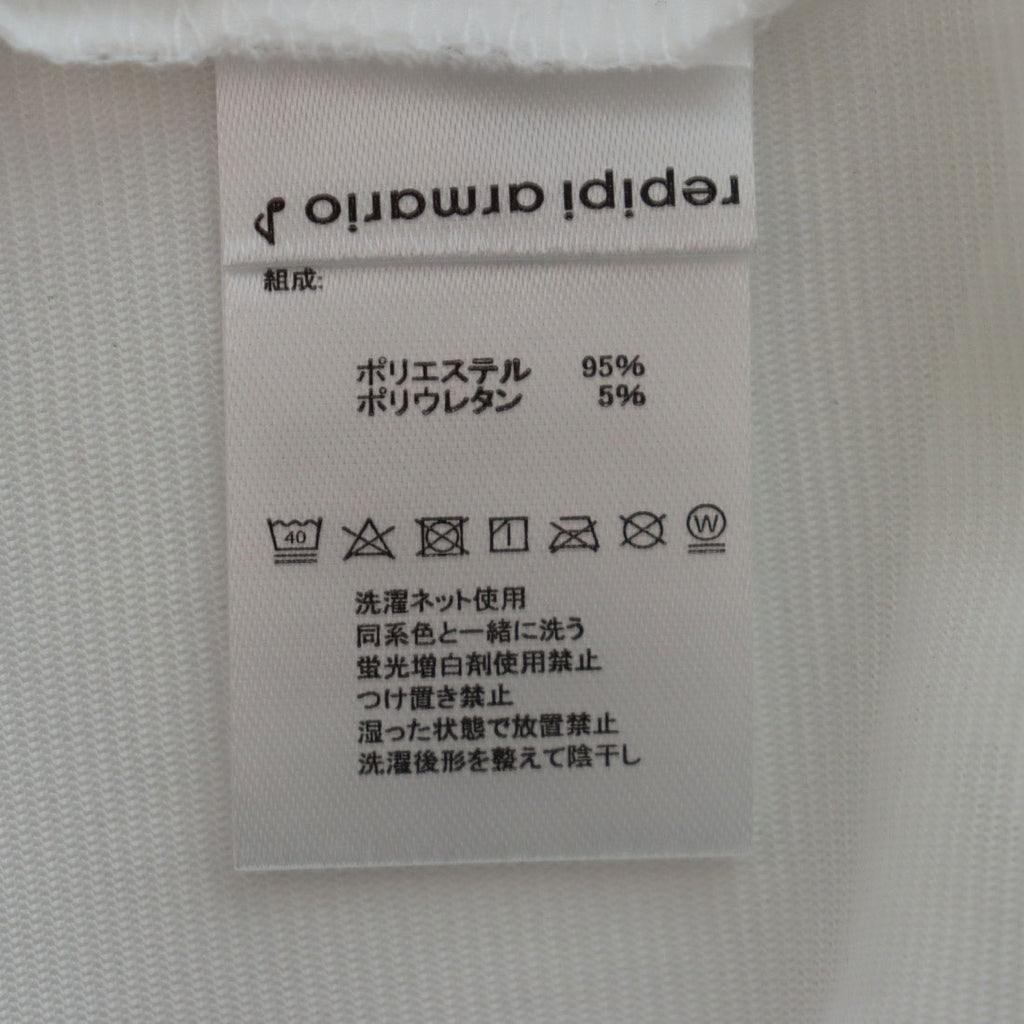 repipi armario
組成:
ポリエステル 95%
ポリウレタン 5%
40 W
洗濯ネット使用
同系色と一緒に洗う
蛍光増白剤使用禁止
つけ置き禁止
湿った状態で放置禁止
洗濯後形を整えて陰干し